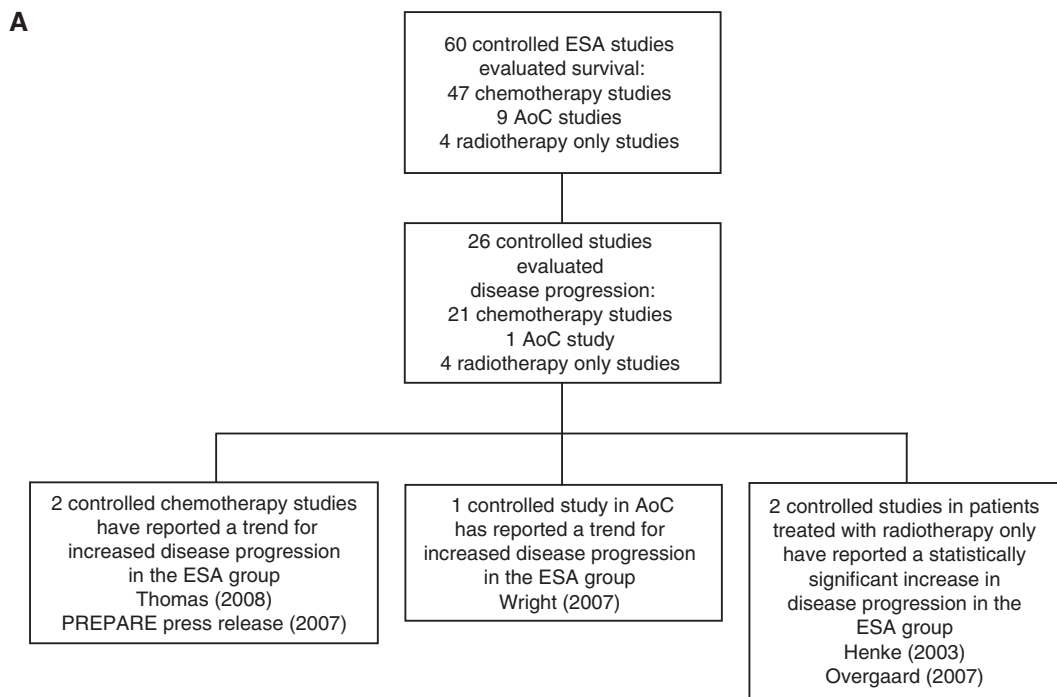 A
60 controlled ESA studies
evaluated survival:
47 chemotherapy studies
9 AoC studies
4 radiotherapy only studies
26 controlled studies
evaluated
disease progression:
21 chemotherapy studies
1 AoC study
4 radiotherapy only studies
2 controlled chemotherapy studies
have reported a trend for
increased disease progression
in the ESA group
Thomas (2008)
PREPARE press release (2007)
1 controlled study in AoC
has reported a trend for
increased disease progression
in the ESA group
Wright (2007)
2 controlled studies in patients
treated with radiotherapy only
have reported a statistically
significant increase in
disease progression in the
ESA group
Henke (2003)
Overgaard (2007)